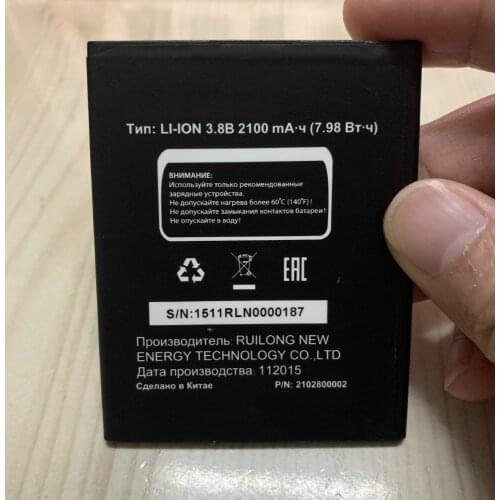 Тип: LI-ION 3.8В 2100 mA·ч (7.98 Вт·ч)
ВНИМАНИЕ:
Используйте только рекомендованные
зарядные устройства.
Не допускайте нагрева более 60°C (140°F)!
Не допускайте замыкания контактов батареи!
Не опускайте в воду!
EAC
S/N:1511RLN0000187
Производитель: RUILONG NEW
ENERGY TECHNOLOGY CO.,LTD
Дата производства: 112015
Сделано в Китае P/N: 2102800002